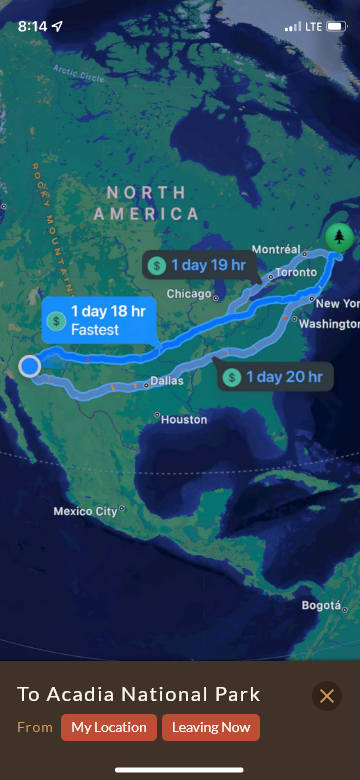 8:14
LTE
Arctic Circle
ROCKY MOUNTAINS
NORTH
AMERICA
Montréal
$ 1 day 19 hr
Toronto
Chicago
$ 1 day 18 hr
Fastest
New Yor
Washington
Dallas
$ 1 day 20 hr
Houston
Mexico City
Bogotá
To Acadia National Park
From My Location Leaving Now